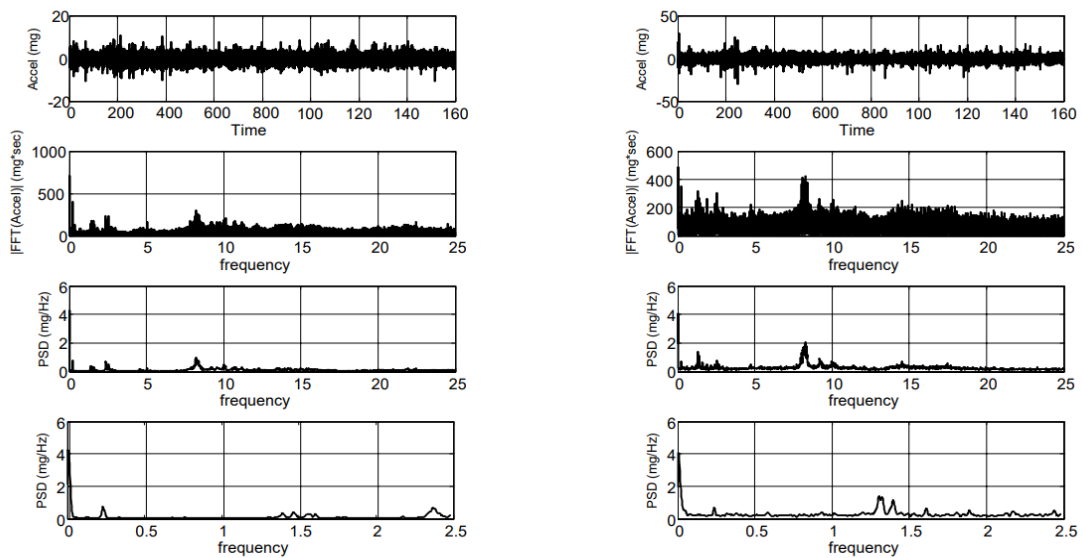 20
0
-20
Accel (mg)
0 200 400 600 800 100 120 140 160
Time
1000
500
0
|FFT(Accel)| (mg*sec)
0 5 10 15 20 25
frequency
6
4
2
0
PSD (mg/Hz)
0 5 10 15 20 25
frequency
6
4
2
0
PSD (mg/Hz)
0 0.5 1 1.5 2 2.5
frequency
50
0
-50
Accel (mg)
0 200 400 600 800 100 120 140 160
Time
600
400
200
0
|FFT(Accel)| (mg*sec)
0 5 10 15 20 25
frequency
6
4
2
0
PSD (mg/Hz)
0 5 10 15 20 25
frequency
6
4
2
0
PSD (mg/Hz)
0 0.5 1 1.5 2 2.5
frequency